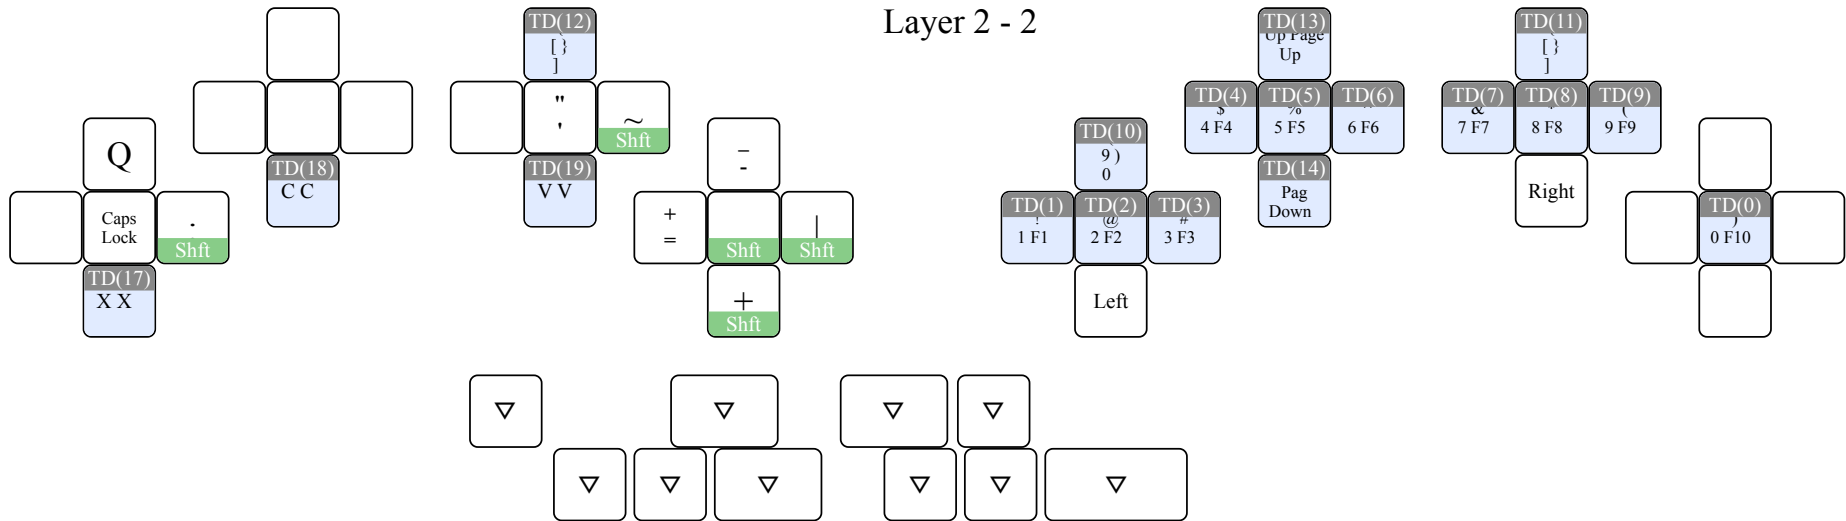 Layer 2 - 2
Q
Caps
Lock
.
Shft
TD(17)
X X
TD(18)
C C
TD(12)
[ }
]
"
'
~
Shft
TD(19)
V V
_
-
+
=
Shft
|
Shft
+
Shft
TD(10)
9 )
0
TD(1)
!
1 F1
TD(2)
@
2 F2
TD(3)
#
3 F3
Left
TD(13)
Up Page
Up
TD(4)
$
4 F4
TD(5)
%
5 F5
TD(6)
6 F6
TD(14)
Pag
Down
TD(11)
[ }
]
TD(7)
&
7 F7
TD(8)
8 F8
TD(9)
(
9 F9
Right
TD(0)
)
0 F10